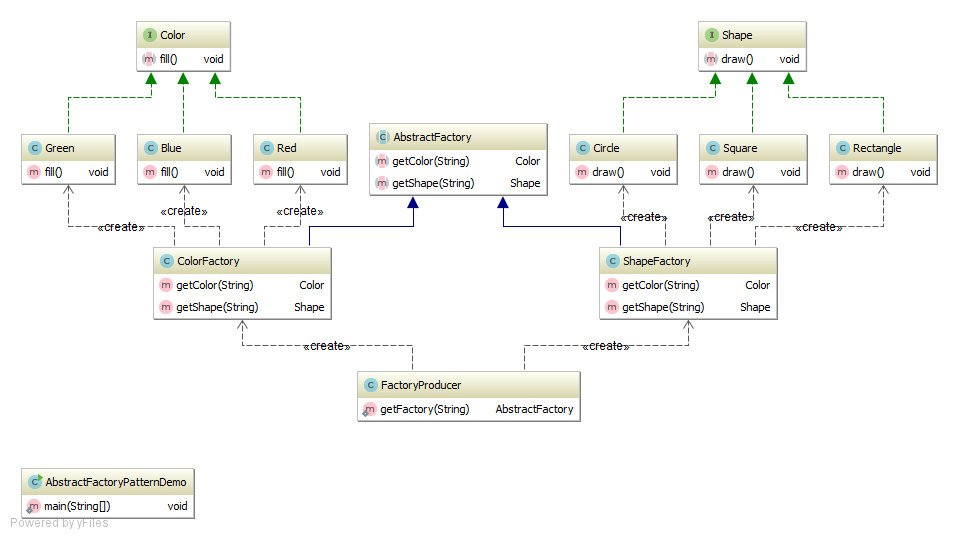 I Color
m fill() void
I Shape
m draw() void
C Green
m fill() void
C Blue
m fill() void
C Red
m fill() void
C AbstractFactory
m getColor(String) Color
m getShape(String) Shape
C Circle
m draw() void
C Square
m draw() void
C Rectangle
m draw() void
«create»
«create»
«create»
«create»
«create»
«create»
C ColorFactory
m getColor(String) Color
m getShape(String) Shape
C ShapeFactory
m getColor(String) Color
m getShape(String) Shape
«create»
«create»
C FactoryProducer
m getFactory(String) AbstractFactory
C AbstractFactoryPatternDemo
m main(String[]) void
Powered by yFiles